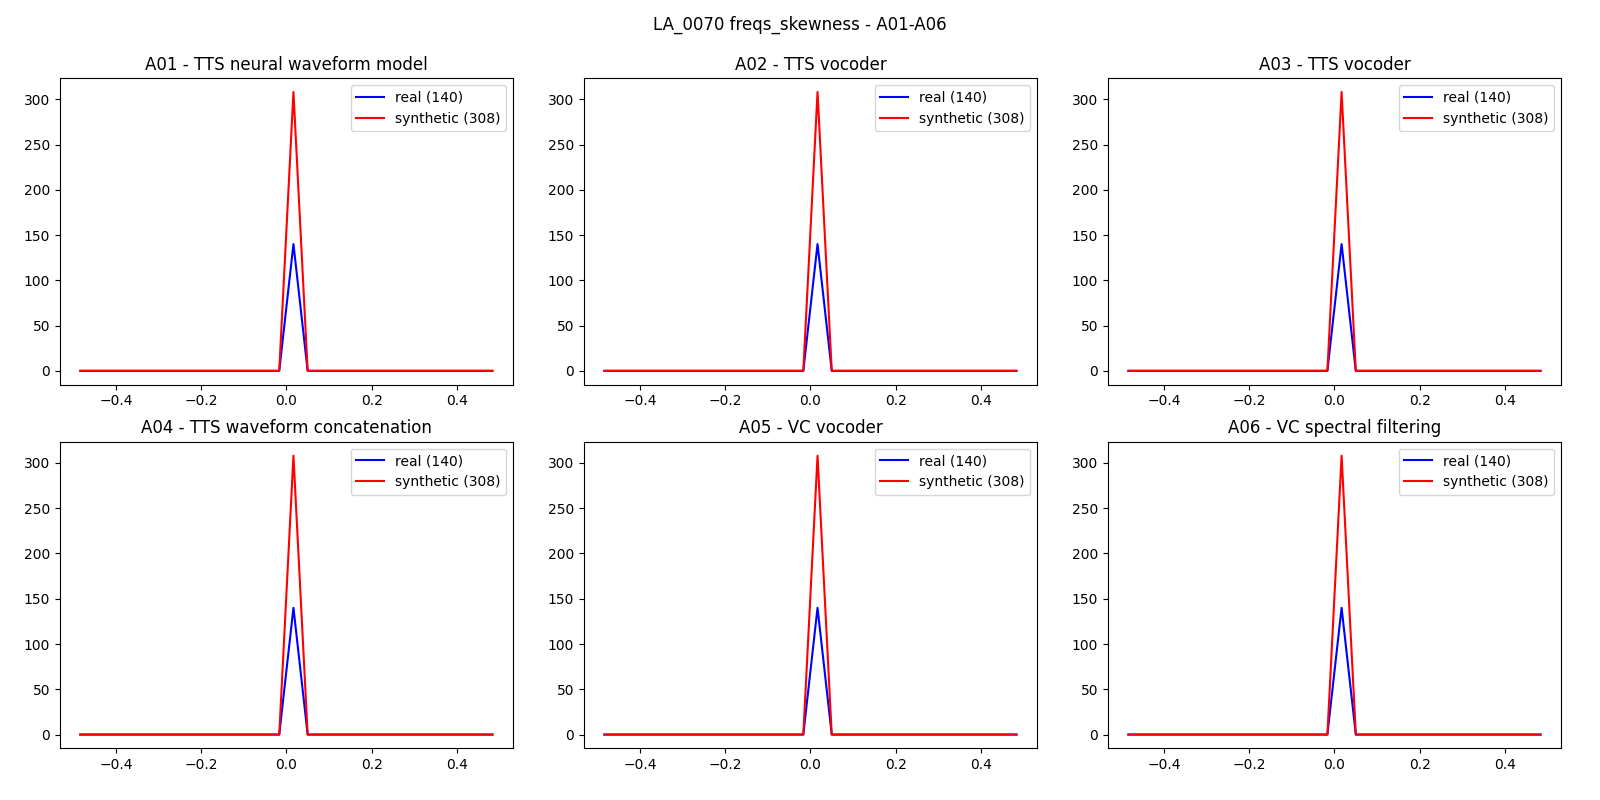 LA_0070 freqs_skewness - A01-A06
A01 - TTS neural waveform model
300
250
200
150
100
50
0
real (140)
synthetic (308)
−0.4 −0.2 0.0 0.2 0.4
A02 - TTS vocoder
300
250
200
150
100
50
0
real (140)
synthetic (308)
−0.4 −0.2 0.0 0.2 0.4
A03 - TTS vocoder
300
250
200
150
100
50
0
real (140)
synthetic (308)
−0.4 −0.2 0.0 0.2 0.4
A04 - TTS waveform concatenation
300
250
200
150
100
50
0
real (140)
synthetic (308)
−0.4 −0.2 0.0 0.2 0.4
A05 - VC vocoder
300
250
200
150
100
50
0
real (140)
synthetic (308)
−0.4 −0.2 0.0 0.2 0.4
A06 - VC spectral filtering
300
250
200
150
100
50
0
real (140)
synthetic (308)
−0.4 −0.2 0.0 0.2 0.4